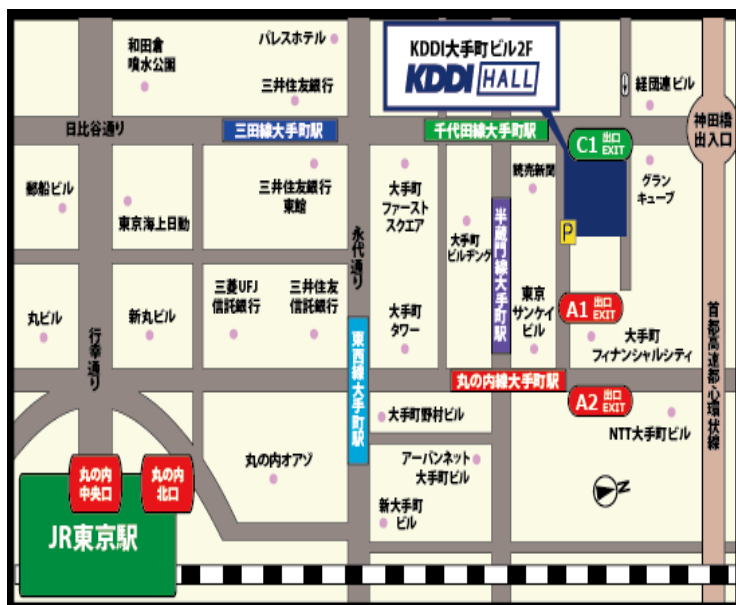 パレスホテル
KDDI大手町ビル2F
KDDI HALL
和田倉
噴水公園
三井住友銀行
経団連ビル
日比谷通り
三田線大手町駅
千代田線大手町駅
C1 出口
EXIT
神田橋
出入口
郵船ビル
東京海上日動
三井住友銀行
東館
大手町
ファースト
スクエア
読売新聞
グラン
キューブ
永代通り
大手町
ビルヂング
半蔵門線大手町駅
P
丸ビル
新丸ビル
三菱UFJ
信託銀行
三井住友
信託銀行
大手町
タワー
東京
サンケイ
ビル
A1 出口
EXIT
大手町
フィナンシャルシティ
行幸通り
東西線大手町駅
丸の内線大手町駅
A2 出口
EXIT
首都高速都心環状線
大手町野村ビル
NTT大手町ビル
丸の内オアゾ
アーバンネット
大手町ビル
丸の内
中央口
丸の内
北口
N
新大手町
ビル
JR東京駅